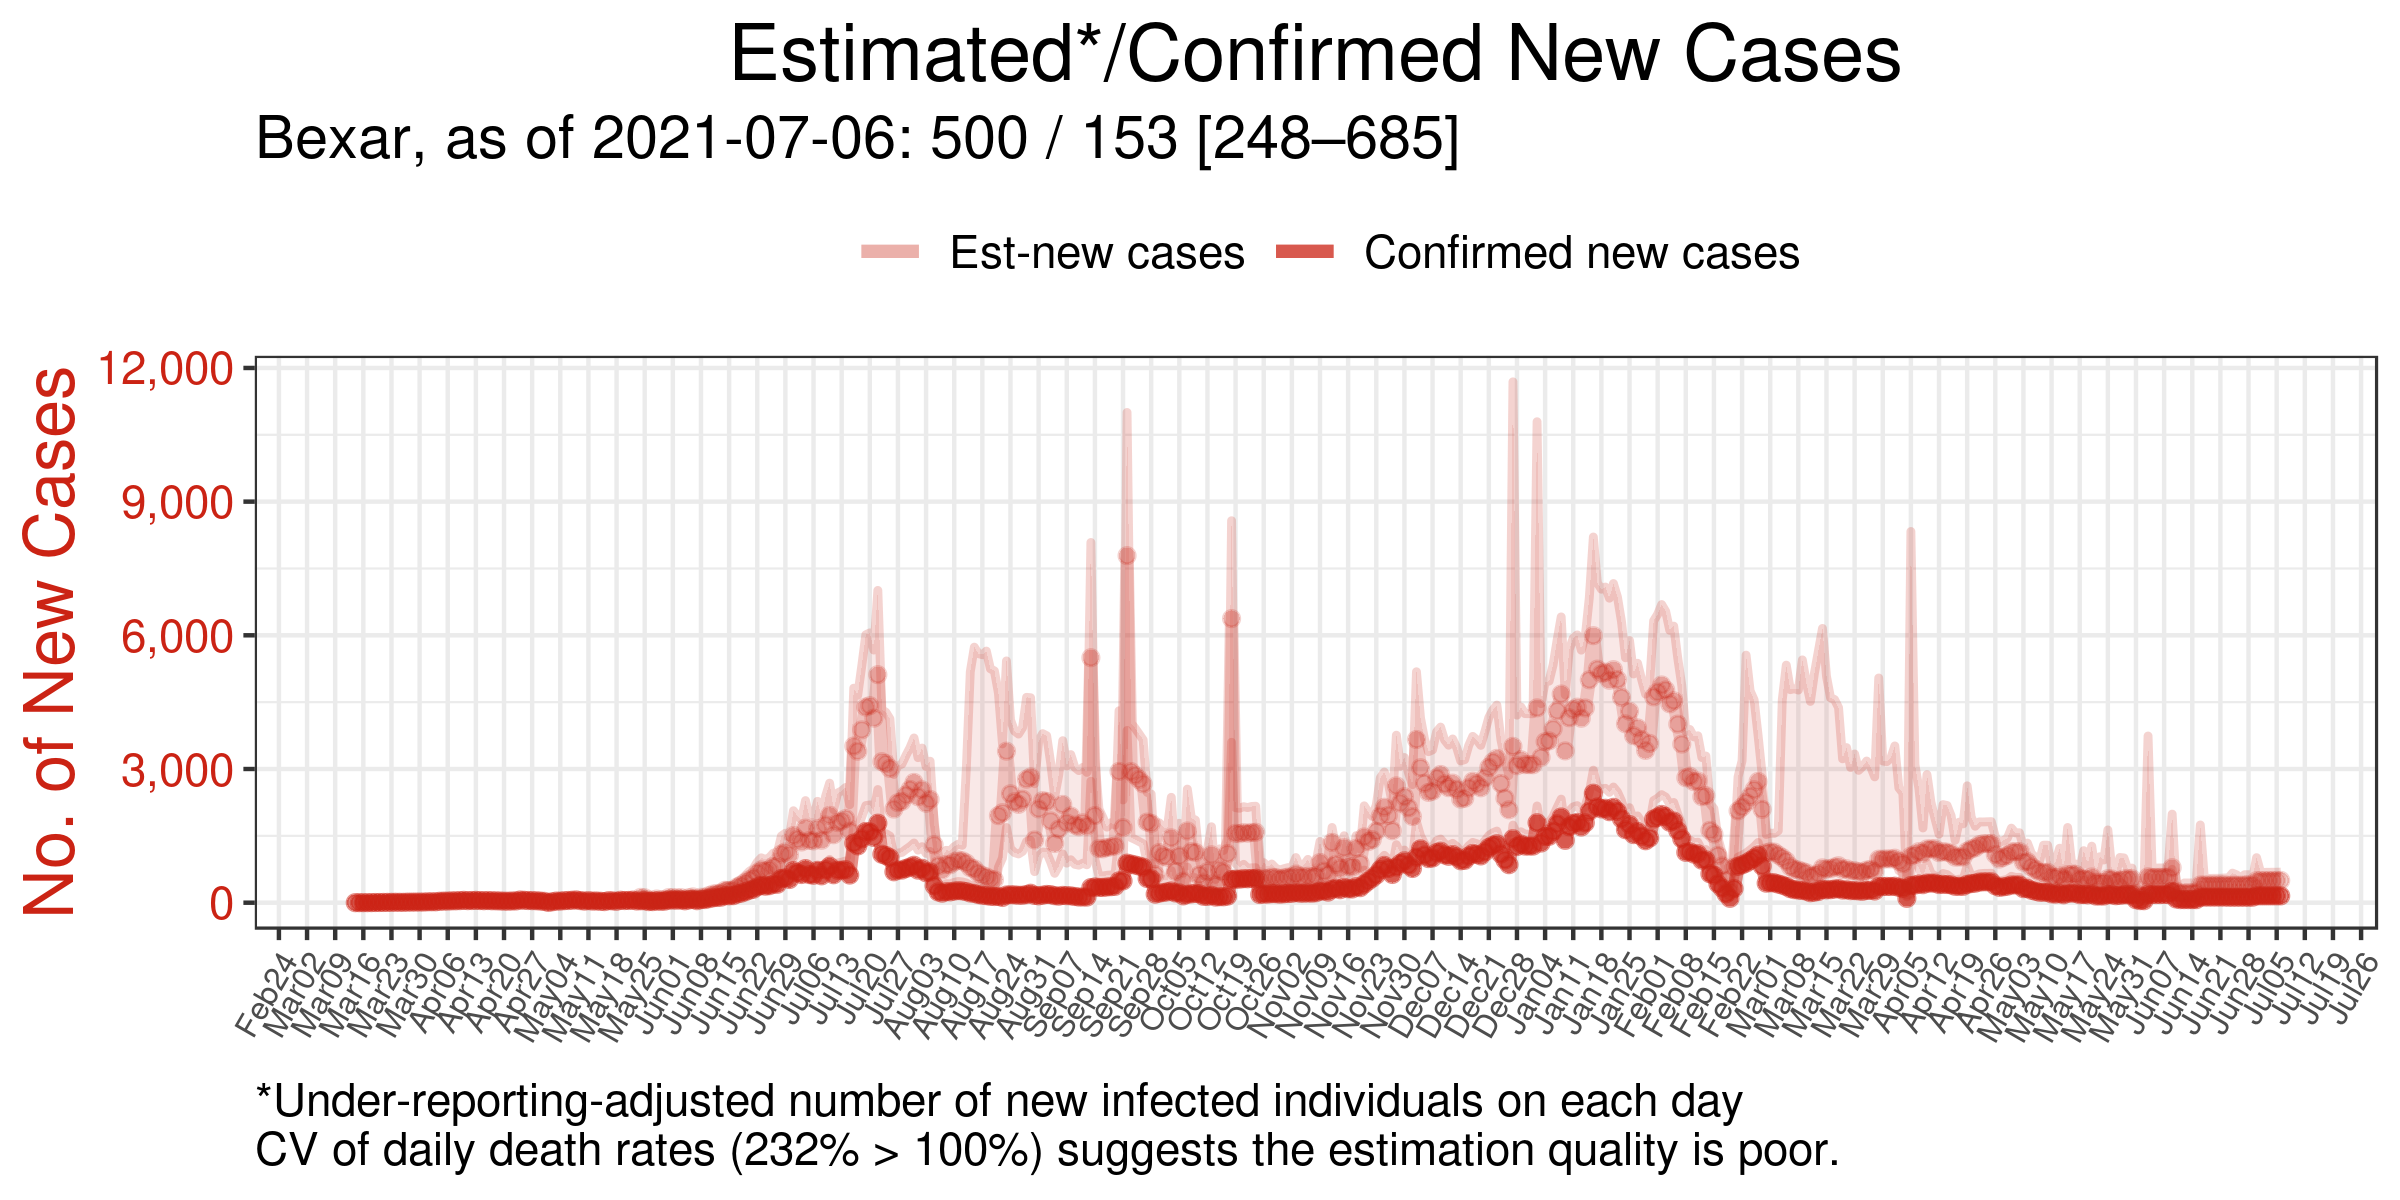 Estimated*/Confirmed New Cases
Bexar, as of 2021-07-06: 500 / 153 [248–685]
Est-new cases
Confirmed new cases
No. of New Cases
12,000
9,000
6,000
3,000
0
Feb24
Mar02
Mar09
Mar16
Mar23
Mar30
Apr06
Apr13
Apr20
Apr27
May04
May11
May18
May25
Jun01
Jun08
Jun15
Jun22
Jun29
Jul06
Jul13
Jul20
Jul27
Aug03
Aug10
Aug17
Aug24
Aug31
Sep07
Sep14
Sep21
Sep28
Oct05
Oct12
Oct19
Oct26
Nov02
Nov09
Nov16
Nov23
Nov30
Dec07
Dec14
Dec21
Dec28
Jan04
Jan11
Jan18
Jan25
Feb01
Feb08
Feb15
Feb22
Mar01
Mar08
Mar15
Mar22
Mar29
Apr05
Apr12
Apr19
Apr26
May03
May10
May17
May24
May31
Jun07
Jun14
Jun21
Jun28
Jul05
Jul12
Jul19
Jul26
*Under-reporting-adjusted number of new infected individuals on each day
CV of daily death rates (232% > 100%) suggests the estimation quality is poor.